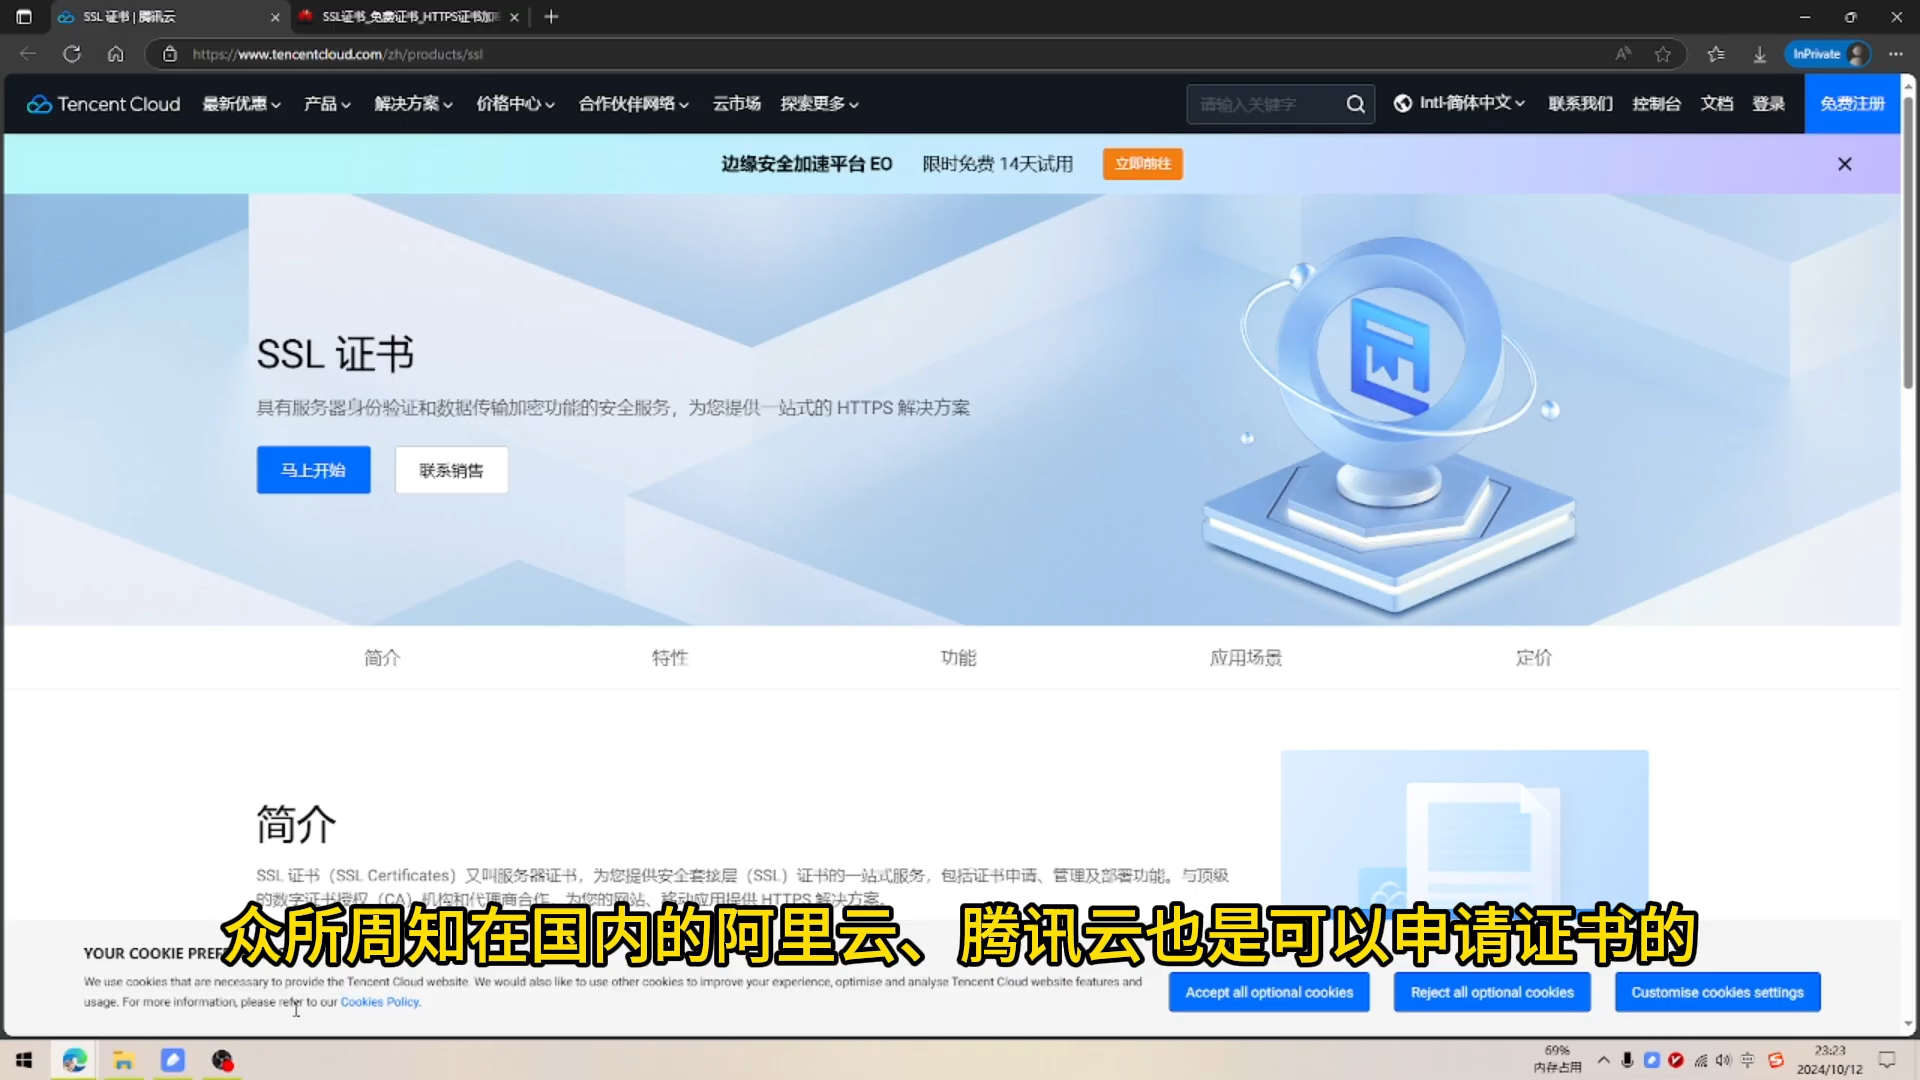 SSL 证书 | 腾讯云
SSL证书_免费证书_HTTPS证书加
https://www.tencentcloud.com/zh/products/ssl
InPrivate
Tencent Cloud
最新优惠
产品
解决方案
价格中心
合作伙伴网络
云市场
探索更多
请输入关键字
Intl-简体中文
联系我们
控制台
文档
登录
免费注册
边缘安全加速平台 EO
限时免费 14天试用
立即前往
SSL 证书
具有服务器身份验证和数据传输加密功能的安全服务，为您提供一站式的 HTTPS 解决方案
马上开始
联系销售
简介
特性
功能
应用场景
定价
简介
SSL 证书（SSL Certificates）又叫服务器证书，为您提供安全套接层（SSL）证书的一站式服务，包括证书申请、管理及部署功能。与顶级
的数字证书授权（CA）机构和代理商合作，为您的网站、移动应用提供 HTTPS 解决方案。
众所周知在国内的阿里云、腾讯云也是可以申请证书的
YOUR COOKIE PREF
We use cookies that are necessary to provide the Tencent Cloud website. We would also like to use other cookies to improve your experience, optimise and analyse Tencent Cloud website features and
usage. For more information, please refer to our Cookies Policy.
Accept all optional cookies
Reject all optional cookies
Customise cookies settings
69%
内存占用
中
23:23
2024/10/12